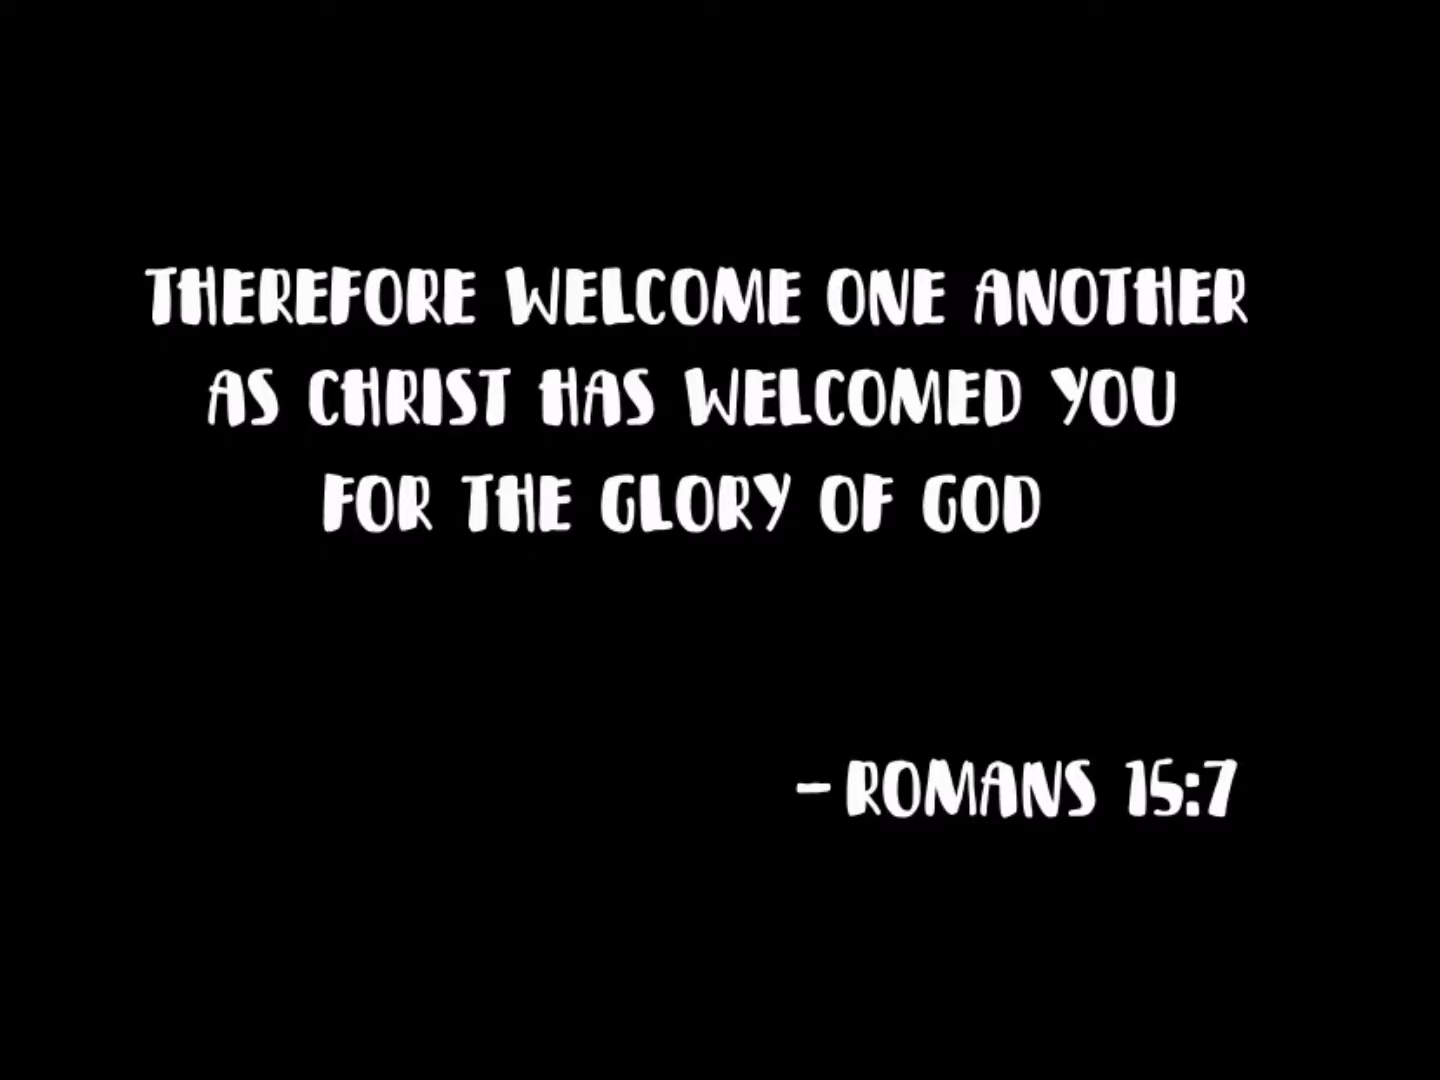 THEREFORE WELCOME ONE ANOTHER
AS CHRIST HAS WELCOMED YOU
FOR THE GLORY OF GOD
– ROMANS 15:7